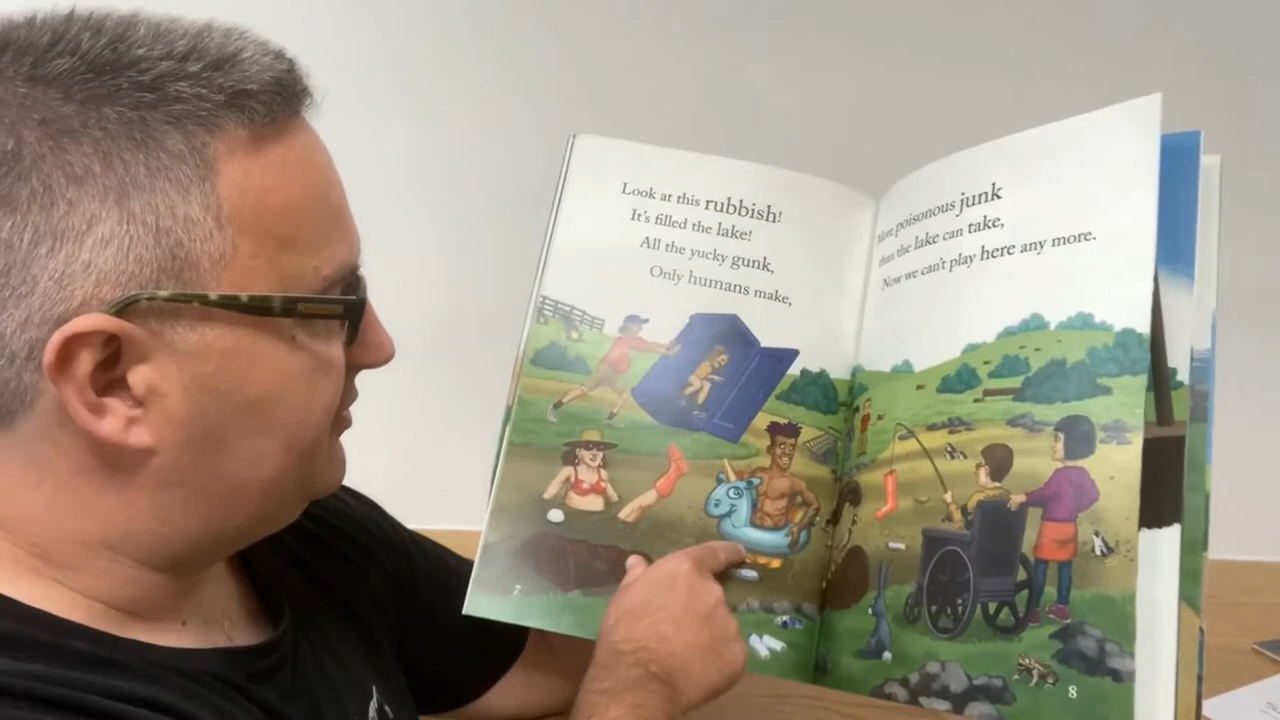 Look at this rubbish!
It's filled the lake!
All the yucky gunk,
Only humans make,
7
More poisonous junk
than the lake can take,
Now we can't play here any more.
8